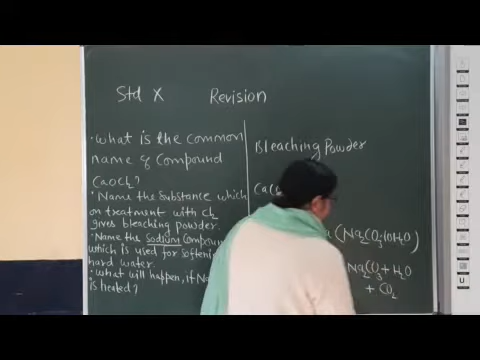 Std X Revision
• What is the common
name of Compound
CaOCl₂?
• Name the Substance which
on treatment with Cl₂
gives bleaching powder.
• Name the Sodium Compound
which is used for softening
hard water.
• What will happen, if Na
is heated?
Bleaching Powder
(Na₂CO₃·10H₂O)
Na₂CO₃ + H₂O
+ CO₂